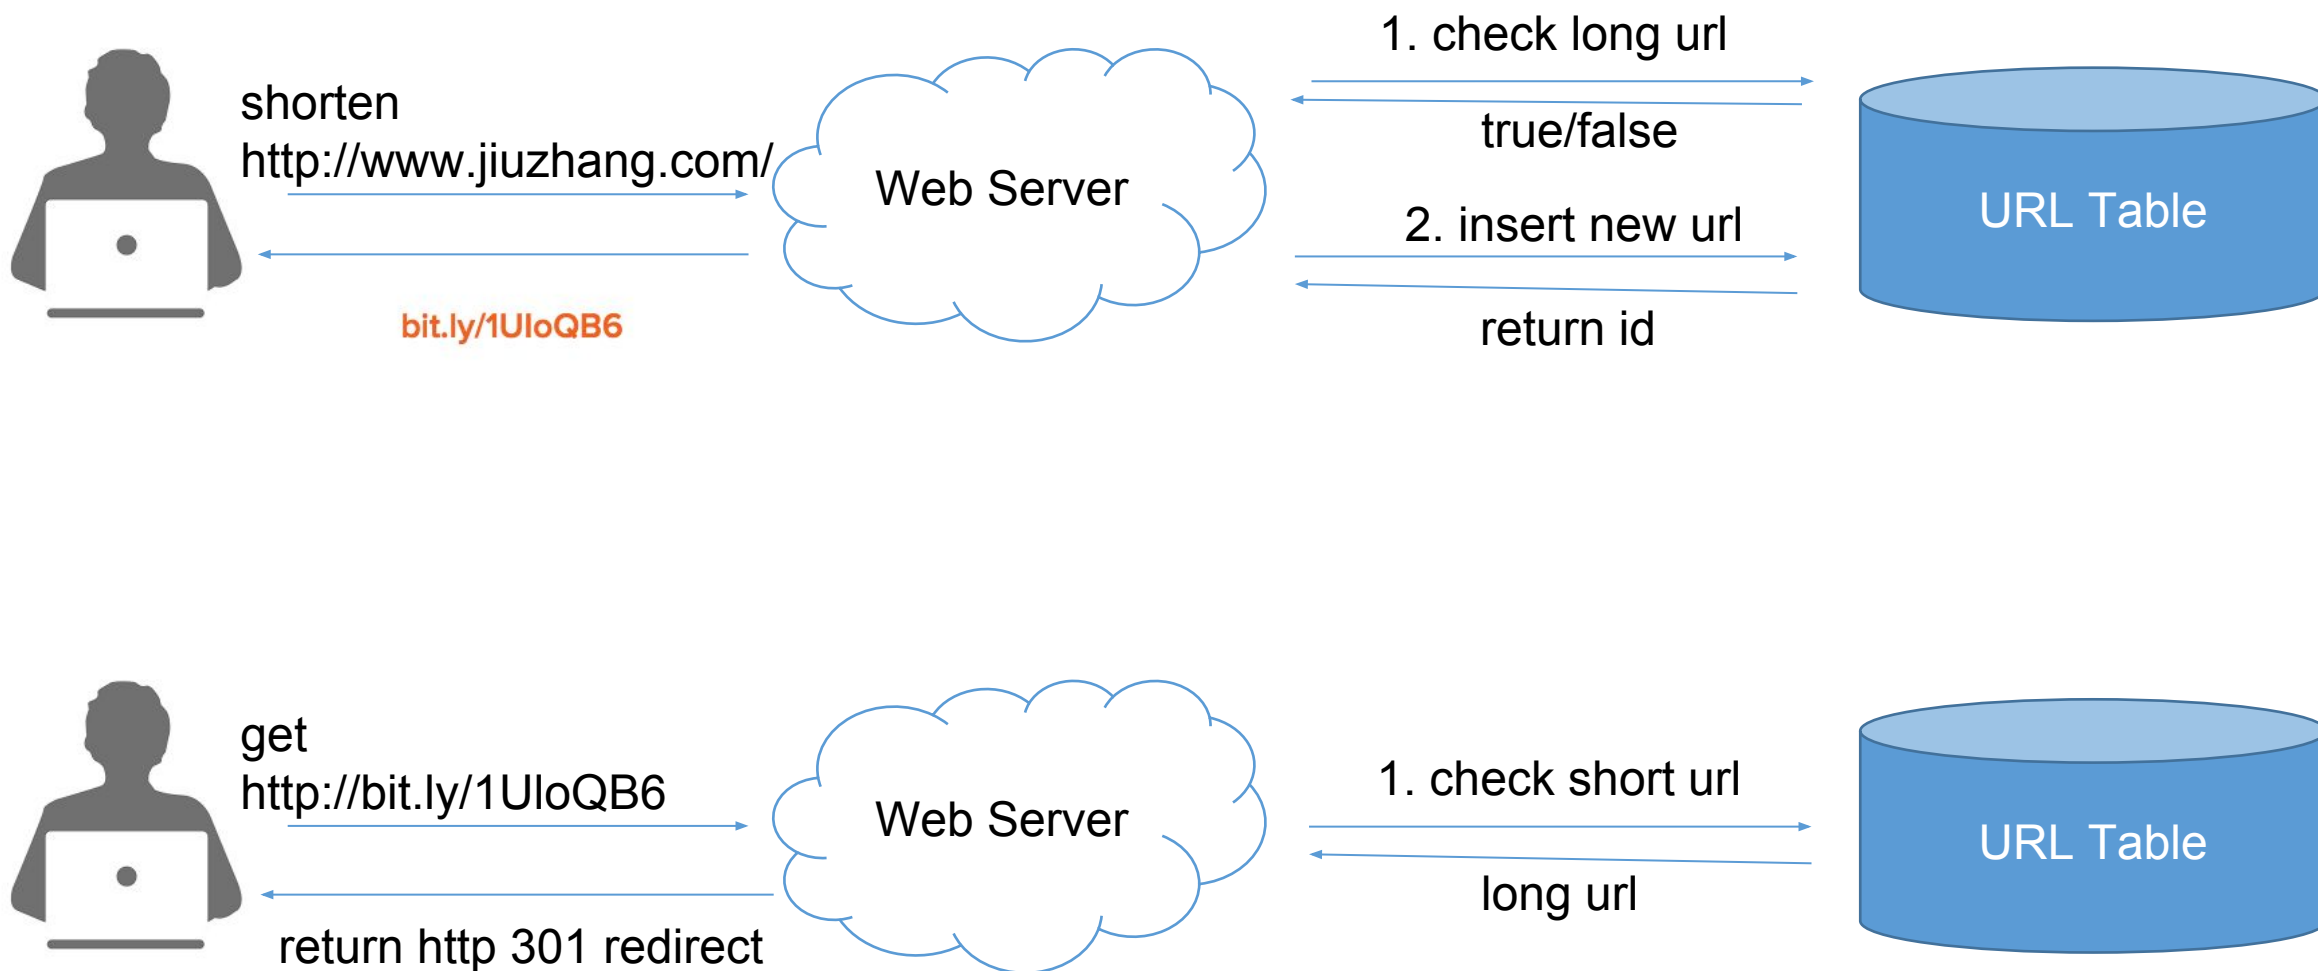 shorten
http://www.jiuzhang.com/
bit.ly/1UIoQB6
Web Server
1. check long url
true/false
2. insert new url
return id
URL Table
get
http://bit.ly/1UIoQB6
return http 301 redirect
Web Server
1. check short url
long url
URL Table